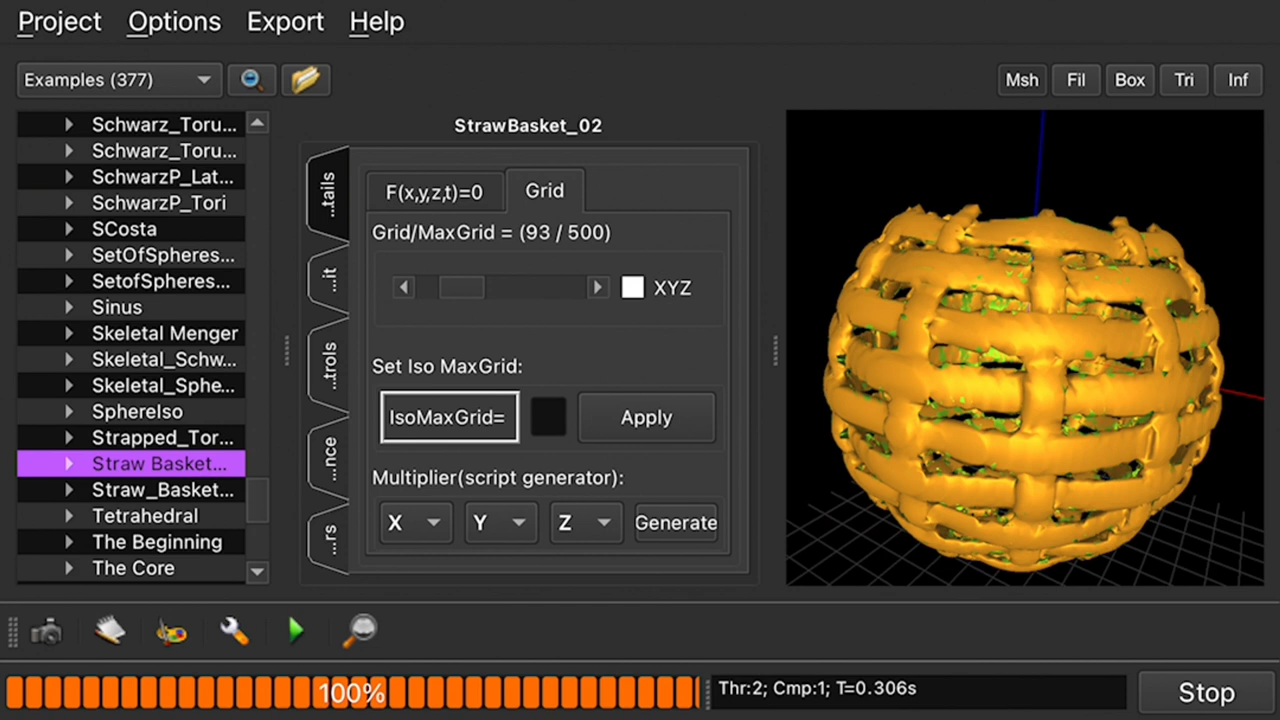 Project Options Export Help
Examples (377)
Msh Fil Box Tri Inf
Schwarz_Toru...
Schwarz_Toru...
SchwarzP_Lat...
SchwarzP_Tori
SCosta
SetOfSpheres...
SetofSpheres...
Sinus
Skeletal Menger
Skeletal_Schw...
Skeletal_Sphe...
SphereIso
Strapped_Tor...
Straw Basket...
Straw_Basket...
Tetrahedral
The Beginning
The Core
StrawBasket_02
...tails
...it
...trols
...nce
...rs
F(x,y,z,t)=0 Grid
Grid/MaxGrid = (93 / 500)
XYZ
Set Iso MaxGrid:
IsoMaxGrid= Apply
Multiplier(script generator):
X Y Z Generate
100%
Thr:2; Cmp:1; T=0.306s
Stop